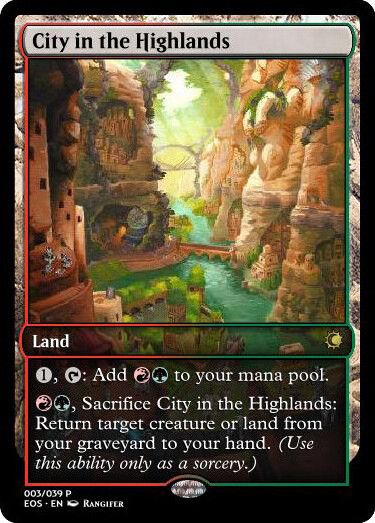 City in the Highlands
Land
1, : Add to your mana pool.
, Sacrifice City in the Highlands:
Return target creature or land from
your graveyard to your hand. (Use
this ability only as a sorcery.)
003/039 P
EOS · EN Rangifer